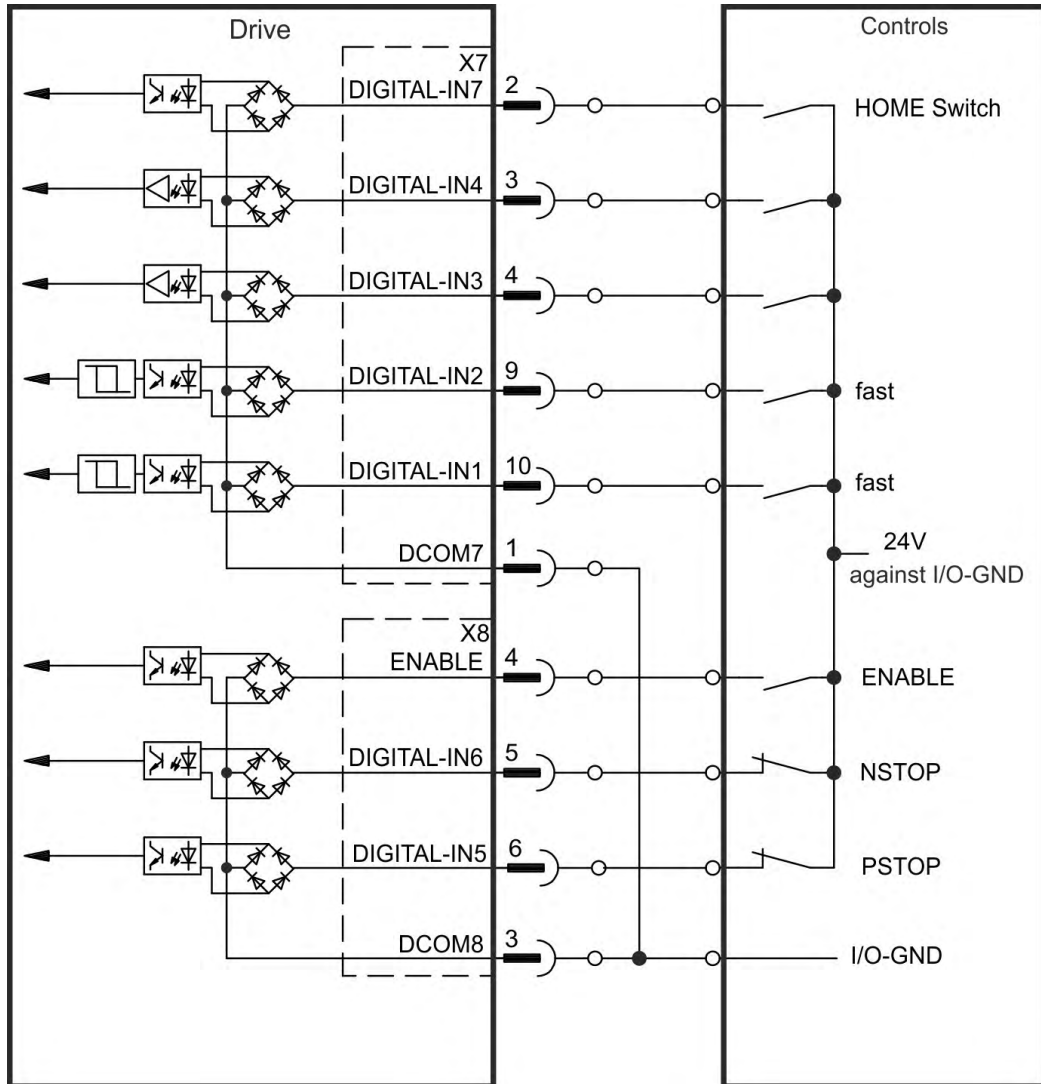 Drive
Controls
X7
DIGITAL-IN7
2
HOME Switch
DIGITAL-IN4
3
DIGITAL-IN3
4
DIGITAL-IN2
9
fast
DIGITAL-IN1
10
fast
DCOM7
1
24V
against I/O-GND
X8
ENABLE
4
ENABLE
DIGITAL-IN6
5
NSTOP
DIGITAL-IN5
6
PSTOP
DCOM8
3
I/O-GND